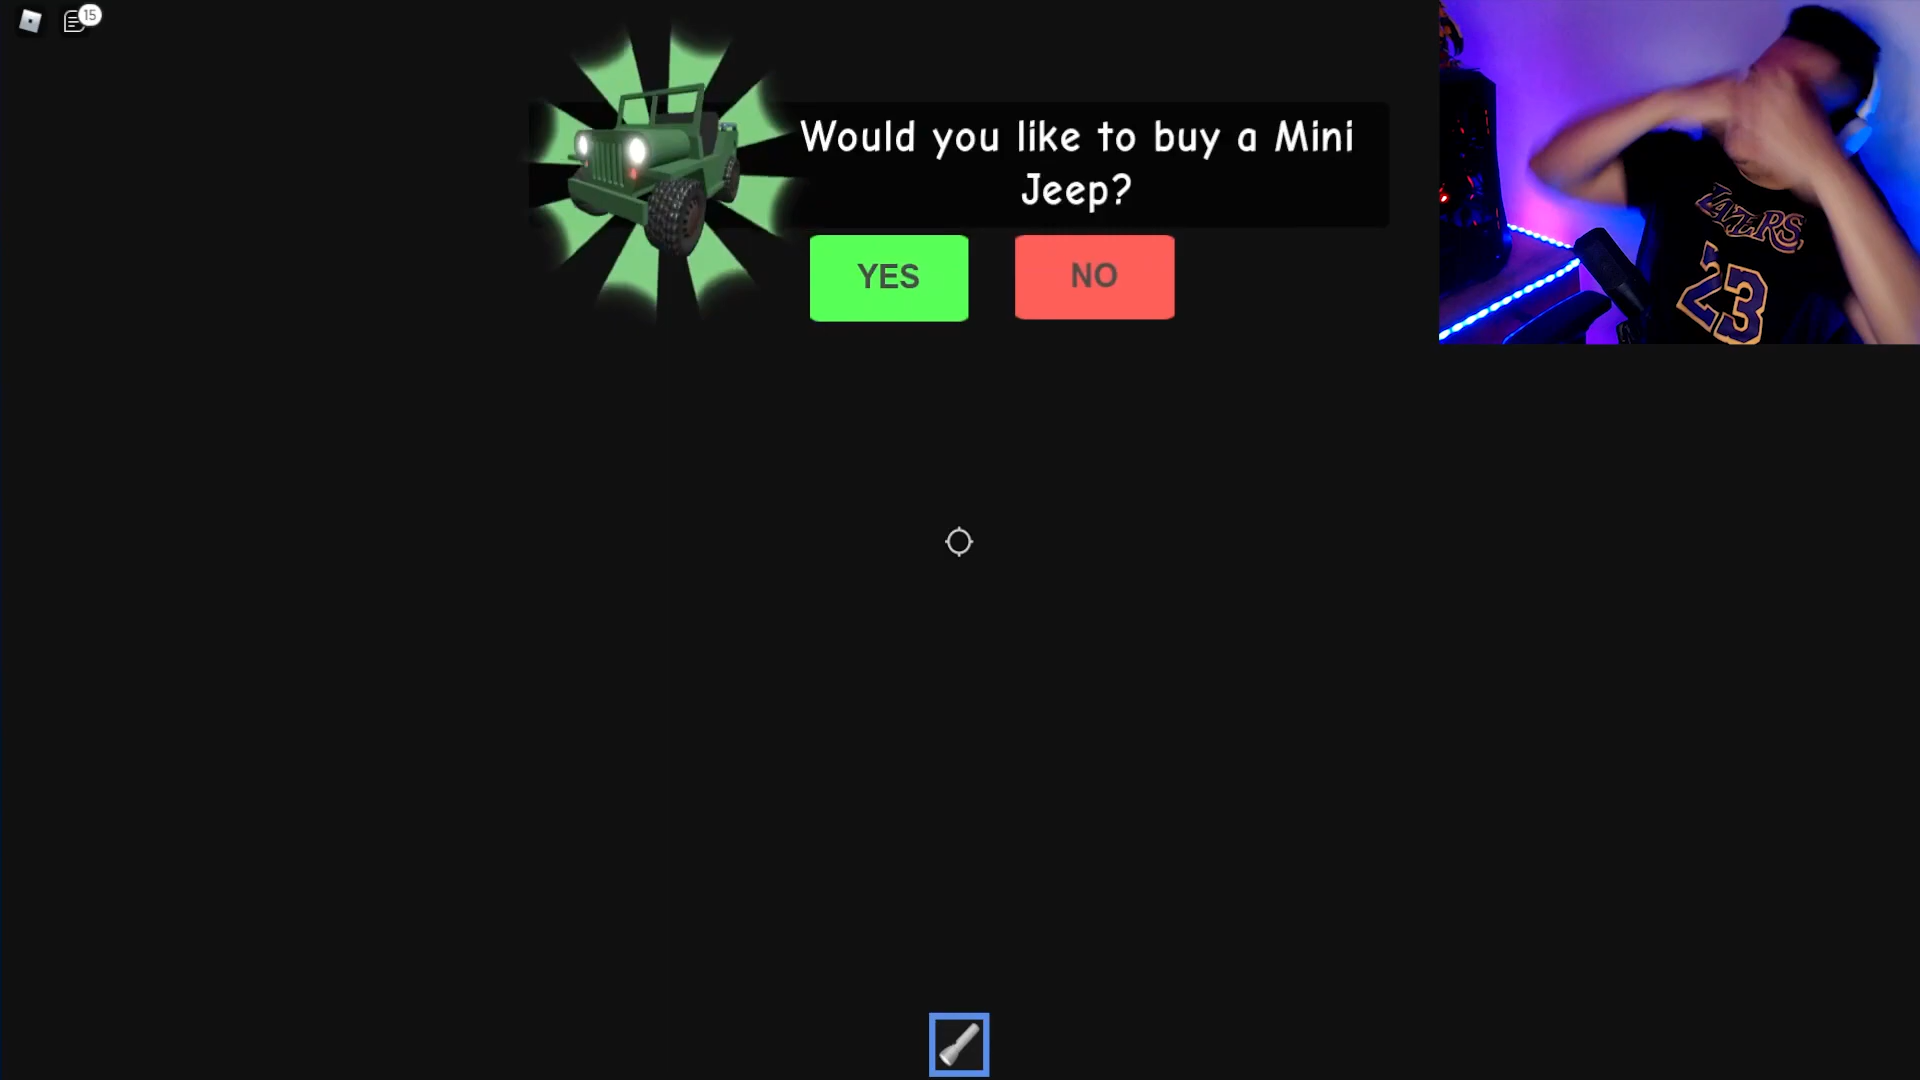 15
Would you like to buy a Mini
Jeep?
YES
NO
LAKERS
23